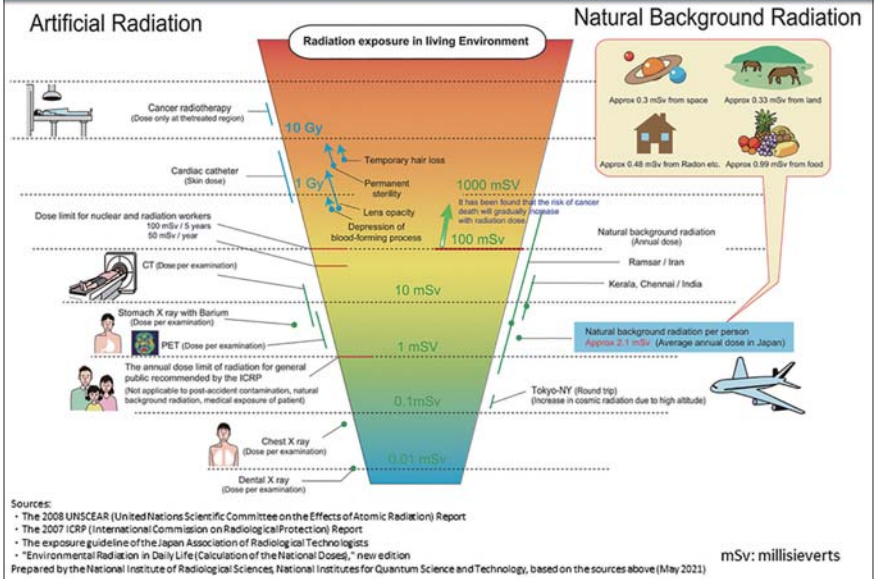 Artificial Radiation
Natural Background Radiation
Radiation exposure in living Environment
Approx 0.3 mSv from space
Approx 0.33 mSv from land
Approx 0.48 mSv from Radon etc.
Approx 0.99 mSv from food
Cancer radiotherapy
(Dose only at thetreated region)
10 Gy
Cardiac catheter
(Skin dose)
1 Gy
Temporary hair loss
Permanent
sterility
Lens opacity
Depression of
blood-forming process
1000 mSV
It has been found that the risk of cancer
death will gradually increase
with radiation dose.
100 mSv
Dose limit for nuclear and radiation workers
100 mSv / 5 years
50 mSv / year
Natural background radiation
(Annual dose)
Ramsar / Iran
Kerala, Chennai / India
CT (Dose per examination)
10 mSv
Stomach X ray with Barium
(Dose per examination)
PET (Dose per examination)
1 mSV
Natural background radiation per person
Approx 2.1 mSv (Average annual dose in Japan)
The annual dose limit of radiation for general
public recommended by the ICRP
(Not applicable to post-accident contamination, natural
background radiation, medical exposure of patient)
0.1mSv
Tokyo-NY (Round trip)
(Increase in cosmic radiation due to high altitude)
Chest X ray
(Dose per examination)
0.01 mSv
Dental X ray
(Dose per examination)
Sources:
• The 2008 UNSCEAR (United Nations Scientific Committee on the Effects of Atomic Radiation) Report
• The 2007 ICRP (International Commission on Radiological Protection) Report
• The exposure guideline of the Japan Association of Radiological Technologists
• "Environmental Radiation in Daily Life (Calculation of the National Doses)," new edition
Prepared by the National Institute of Radiological Sciences, National Institutes for Quantum Science and Technology, based on the sources above (May 2021)
mSv: millisieverts